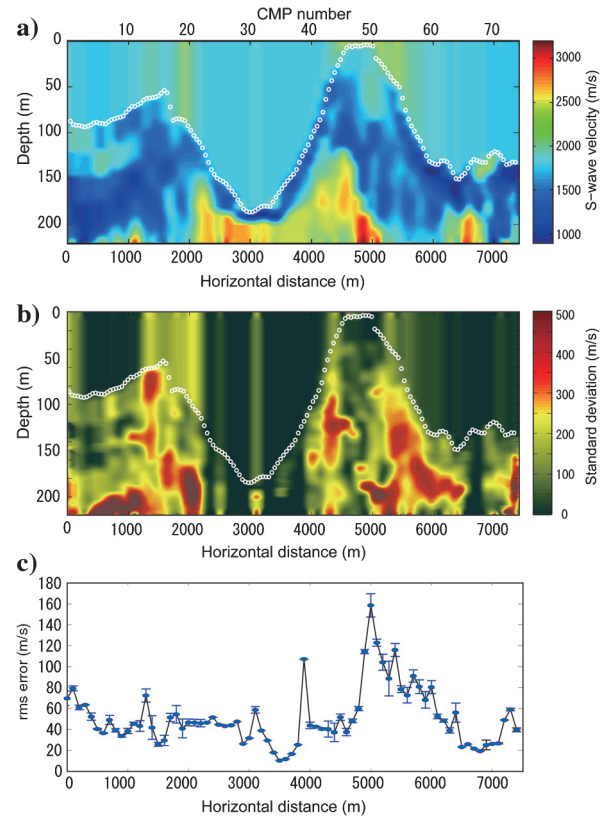 CMP number
a) 10 20 30 40 50 60 70
0
50
100
150
200
Depth (m)
0 1000 2000 3000 4000 5000 6000 7000
Horizontal distance (m)
3000
2500
2000
1500
1000
S-wave velocity (m/s)
b)
0
50
100
150
200
Depth (m)
0 1000 2000 3000 4000 5000 6000 7000
Horizontal distance (m)
500
400
300
200
100
0
Standard deviation (m/s)
c)
180
160
140
120
100
80
60
40
20
0
rms error (m/s)
0 1000 2000 3000 4000 5000 6000 7000
Horizontal distance (m)